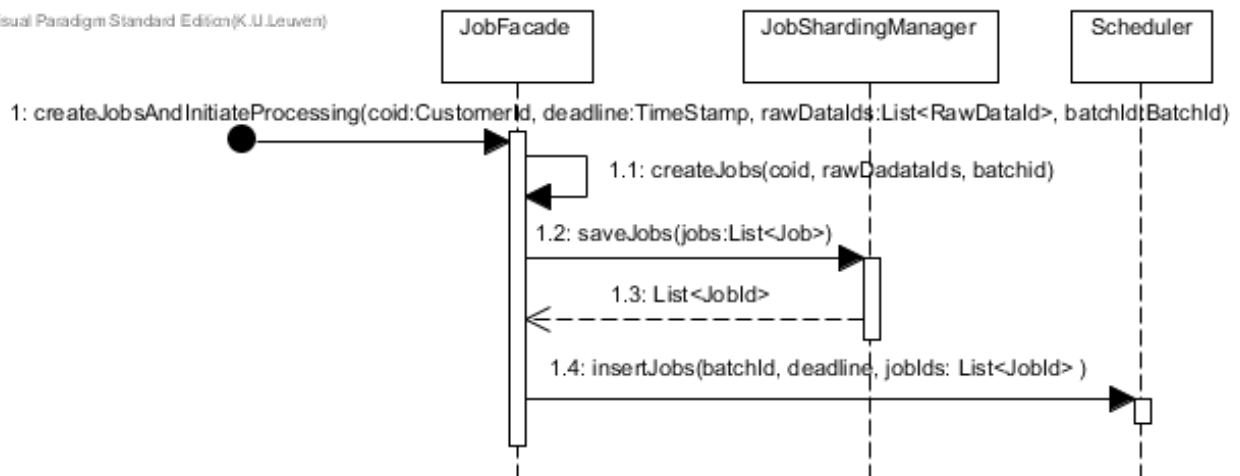 isual Paradigm Standard Edition(K.U.Leuven)
JobFacade
JobShardingManager
Scheduler
1: createJobsAndInitiateProcessing(coid:CustomerId, deadline:TimeStamp, rawDataIds:List<RawDataId>, batchId:BatchId)
1.1: createJobs(coid, rawDadataIds, batchid)
1.2: saveJobs(jobs:List<Job>)
1.3: List<JobId>
1.4: insertJobs(batchId, deadline, jobIds: List<JobId> )